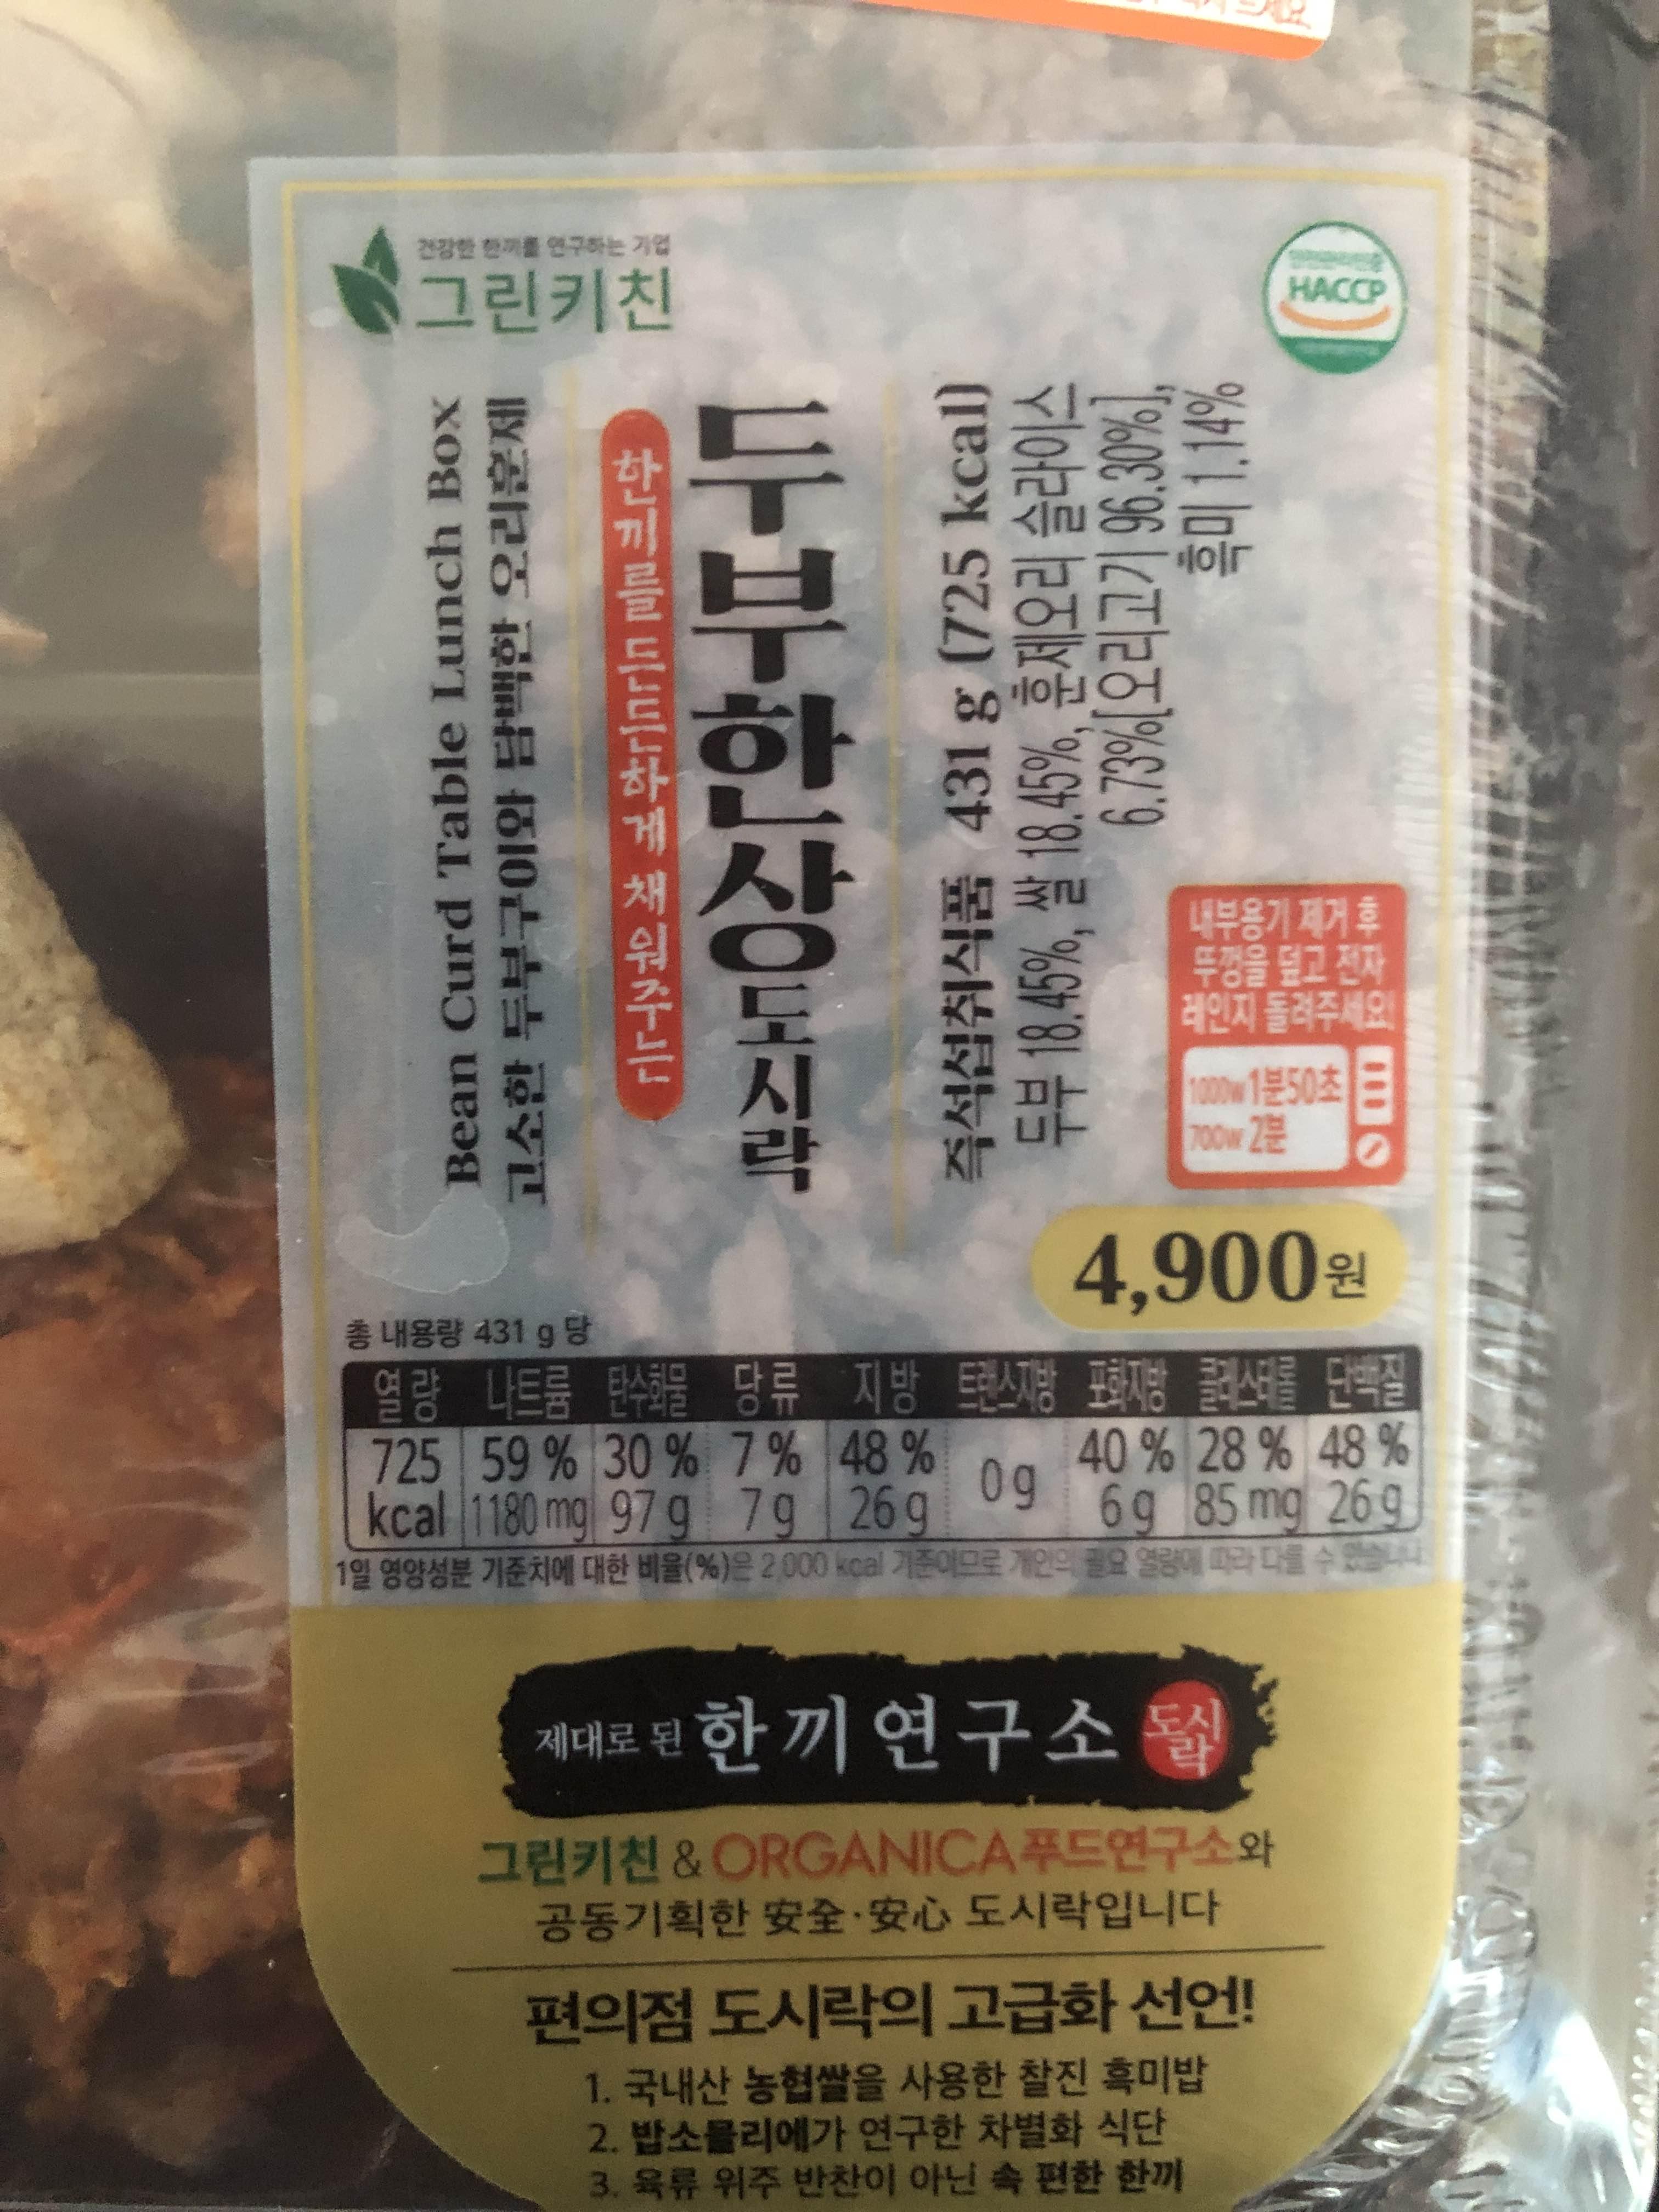 건강한 한끼를 연구하는 기업
그린키친
HACCP
Bean Curd Table Lunch Box
고소한 두부구이와 담백한 오리훈제
한끼를 든든하게 채워주는
두부한상도시락
즉석섭취식품 431 g (725 kcal)
두부 18.45%, 쌀 18.45%, 훈제오리 슬라이스
6.73%[오리고기 96.30%],
흑미 1.14%
내부용기 제거 후
뚜껑을 덮고 전자
레인지 돌려주세요!
1000w 1분50초
700w 2분
4,900원
총 내용량 431 g 당
열량 나트륨 탄수화물 당류 지방 트랜스지방 포화지방 콜레스테롤 단백질
725 59 % 30 % 7 % 48 % 0 g 40 % 28 % 48 %
kcal 1180 mg 97 g 7 g 26 g 6 g 85 mg 26 g
1일 영양성분 기준치에 대한 비율(%)은 2,000 kcal 기준이므로 개인의 필요 열량에 따라 다를 수 있습니다
제대로 된 한끼연구소 도시락
그린키친 & ORGANICA 푸드연구소와
공동기획한 安全·安心 도시락입니다
편의점 도시락의 고급화 선언!
1. 국내산 농협쌀을 사용한 찰진 흑미밥
2. 밥소믈리에가 연구한 차별화 식단
3. 육류 위주 반찬이 아닌 속 편한 한끼